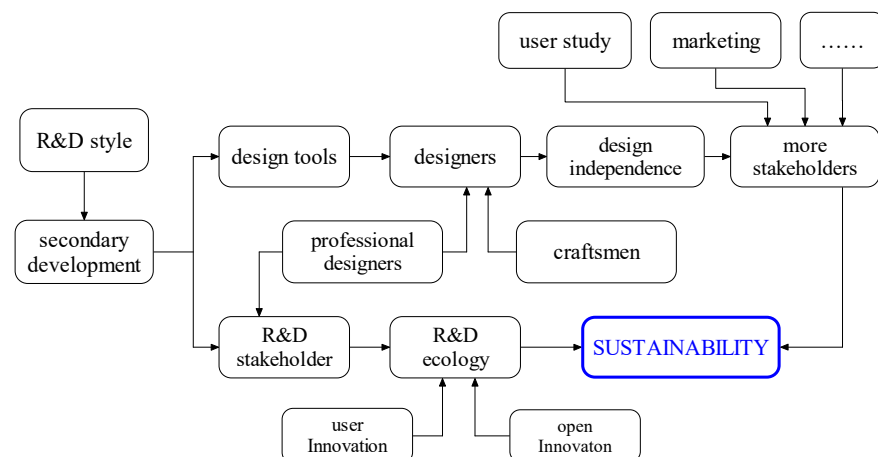 user study
marketing
……
R&D style
design tools
designers
design
independence
more
stakeholders
secondary
development
professional
designers
craftsmen
R&D
stakeholder
R&D
ecology
SUSTAINABILITY
user
Innovation
open
Innovaton